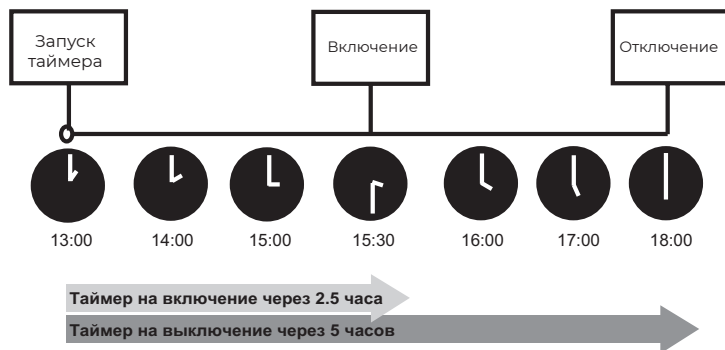 Запуск
таймера
Включение
Отключение
13:00
14:00
15:00
15:30
16:00
17:00
18:00
Таймер на включение через 2.5 часа
Таймер на выключение через 5 часов